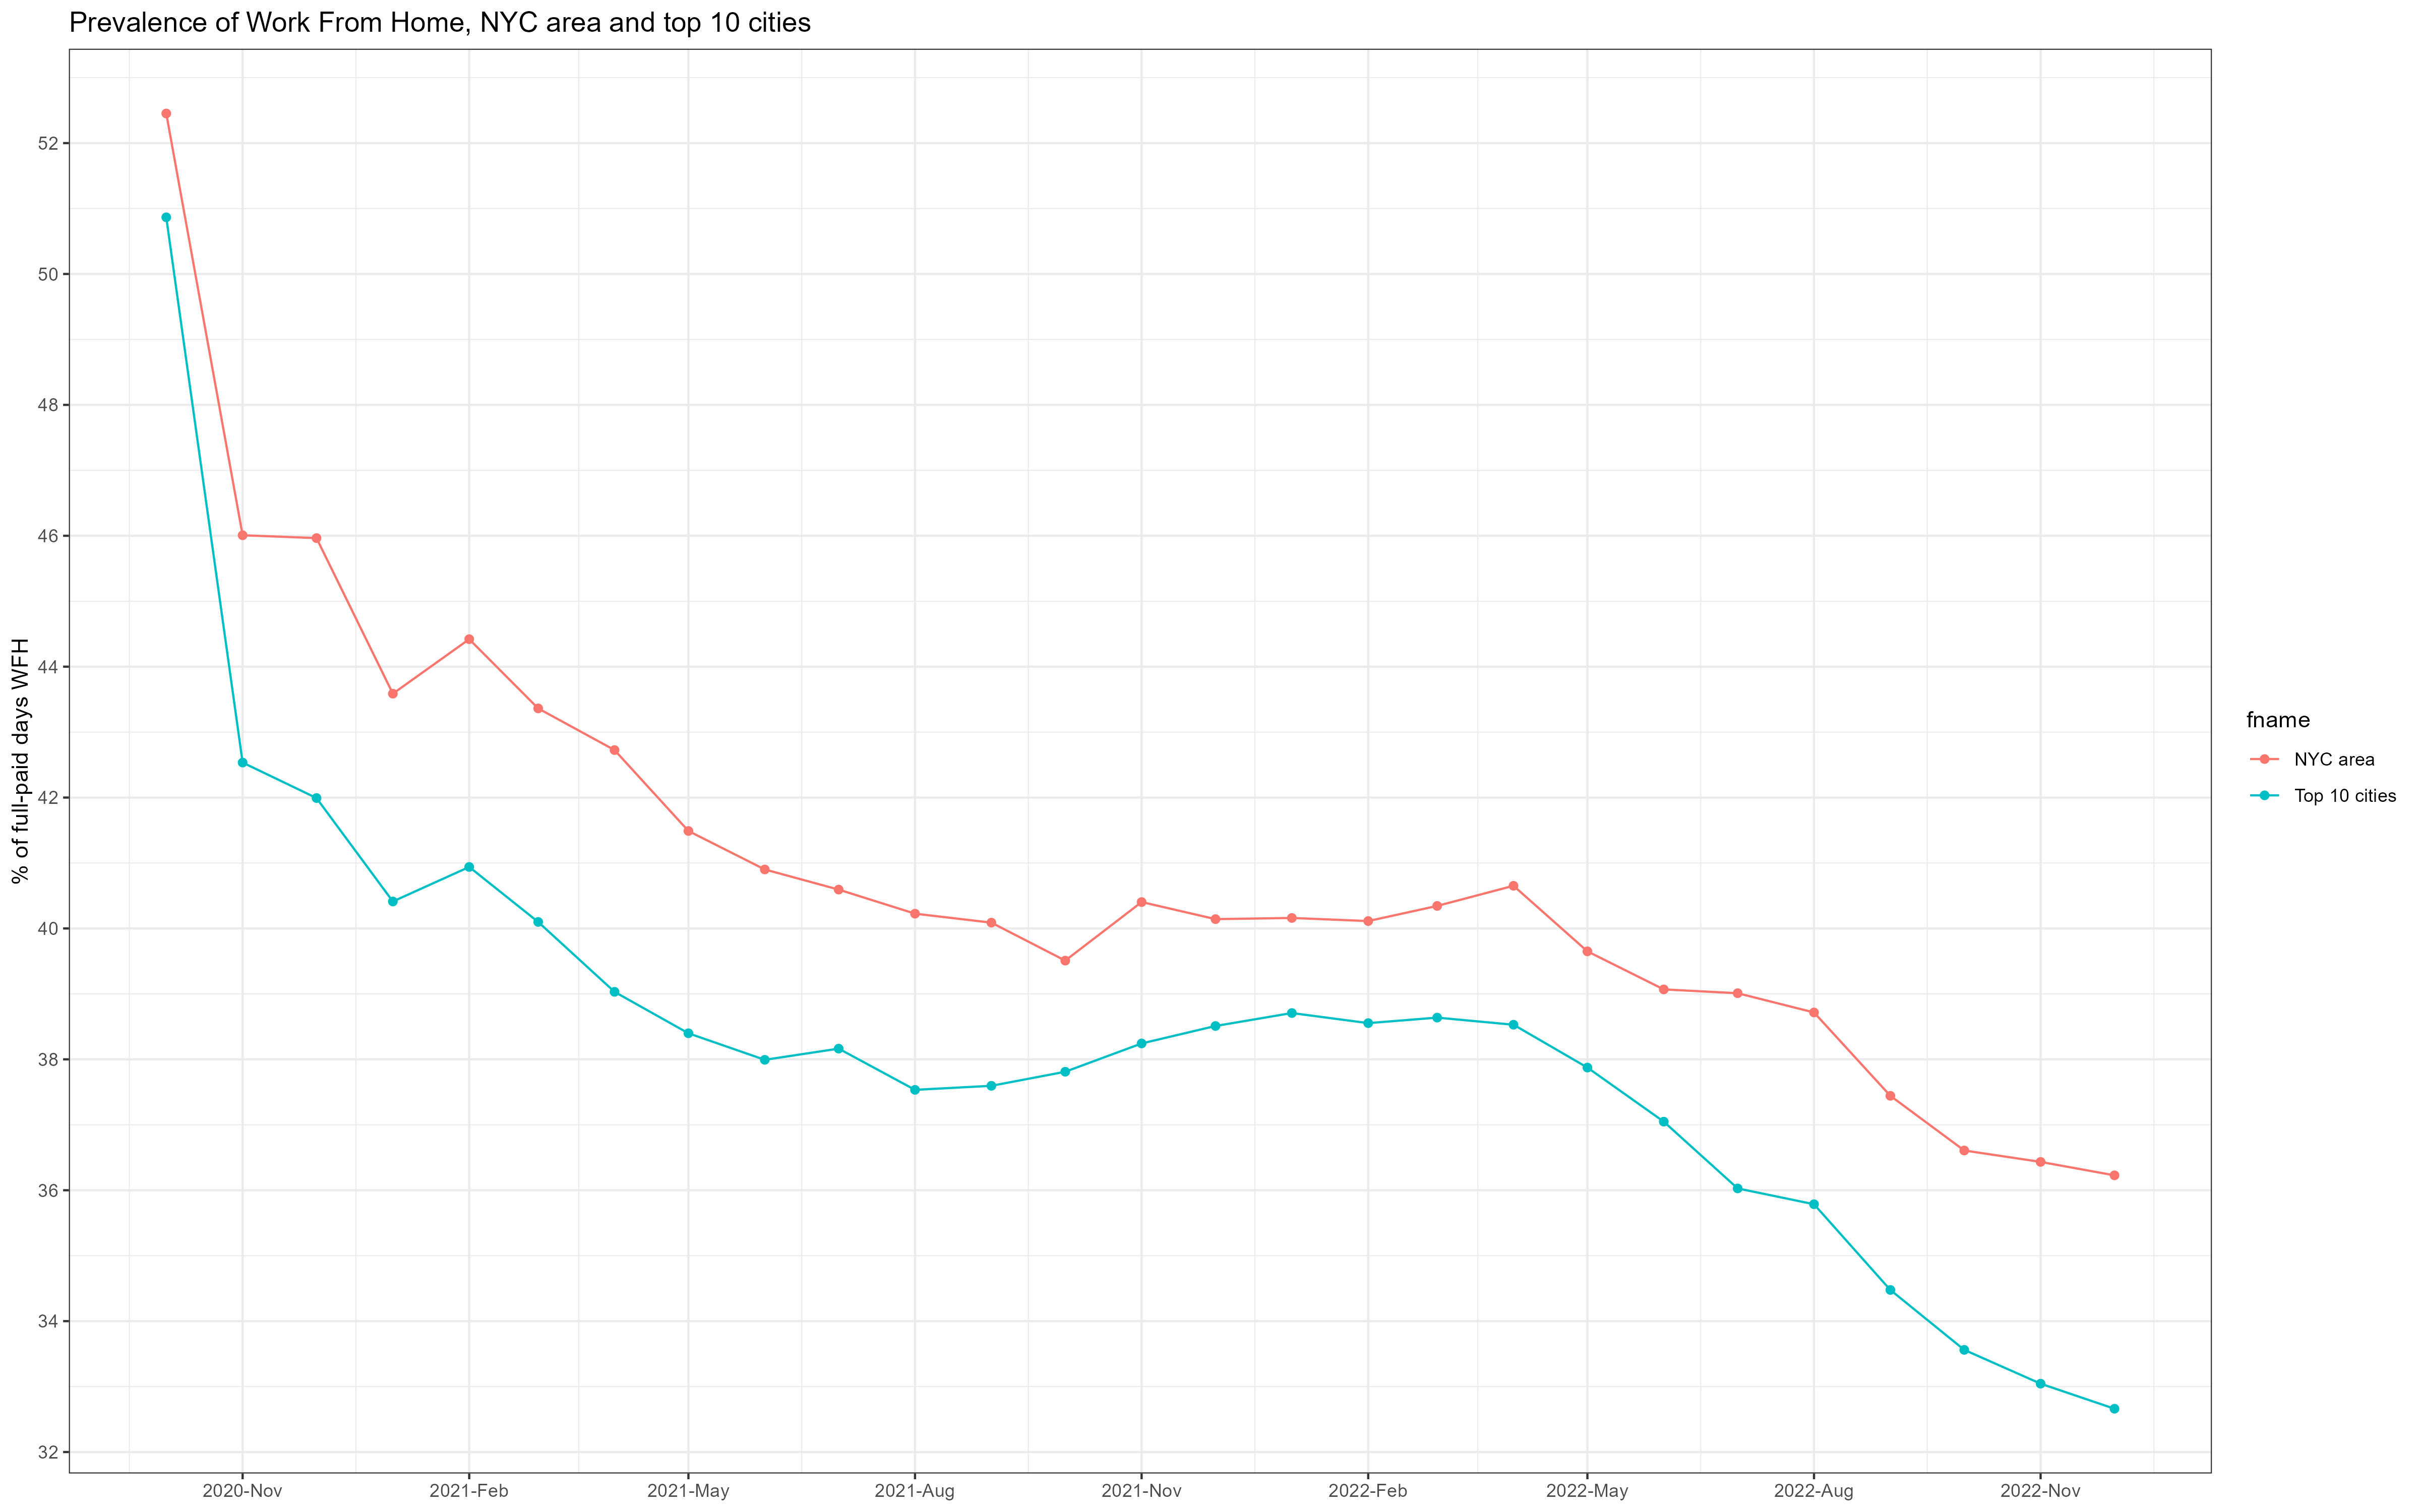 Prevalence of Work From Home, NYC area and top 10 cities
% of full-paid days WFH
52
50
48
46
44
42
40
38
36
34
32
2020-Nov
2021-Feb
2021-May
2021-Aug
2021-Nov
2022-Feb
2022-May
2022-Aug
2022-Nov
fname
NYC area
Top 10 cities